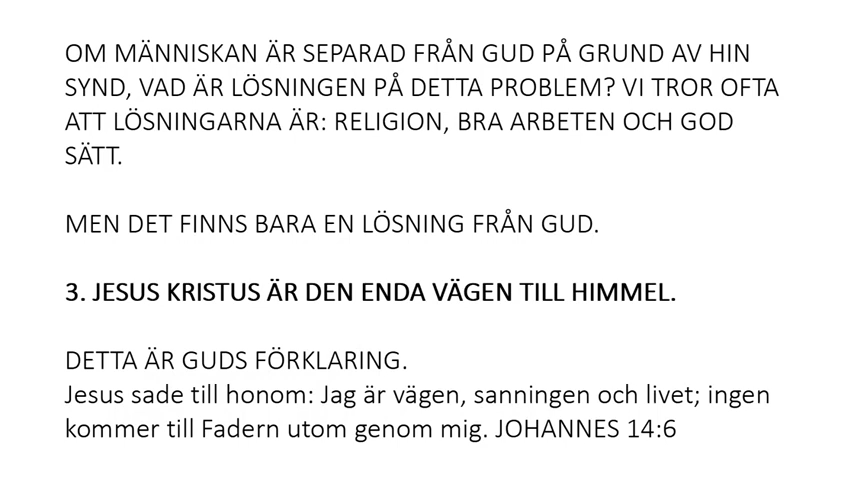 OM MÄNNISKAN ÄR SEPARAD FRÅN GUD PÅ GRUND AV HIN
SYND, VAD ÄR LÖSNINGEN PÅ DETTA PROBLEM? VI TROR OFTA
ATT LÖSNINGARNA ÄR: RELIGION, BRA ARBETEN OCH GOD
SÄTT.
MEN DET FINNS BARA EN LÖSNING FRÅN GUD.
3. JESUS KRISTUS ÄR DEN ENDA VÄGEN TILL HIMMEL.
DETTA ÄR GUDS FÖRKLARING.
Jesus sade till honom: Jag är vägen, sanningen och livet; ingen
kommer till Fadern utom genom mig. JOHANNES 14:6